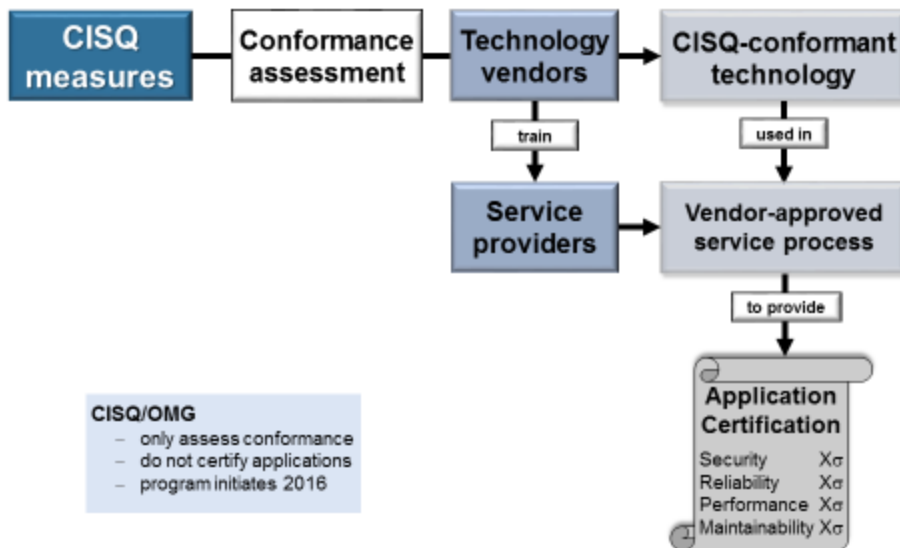 CISQ
measures
Conformance
assessment
Technology
vendors
CISQ-conformant
technology
train
used in
Service
providers
Vendor-approved
service process
to provide
Application
Certification
Security Xσ
Reliability Xσ
Performance Xσ
Maintainability Xσ
CISQ/OMG
– only assess conformance
– do not certify applications
– program initiates 2016